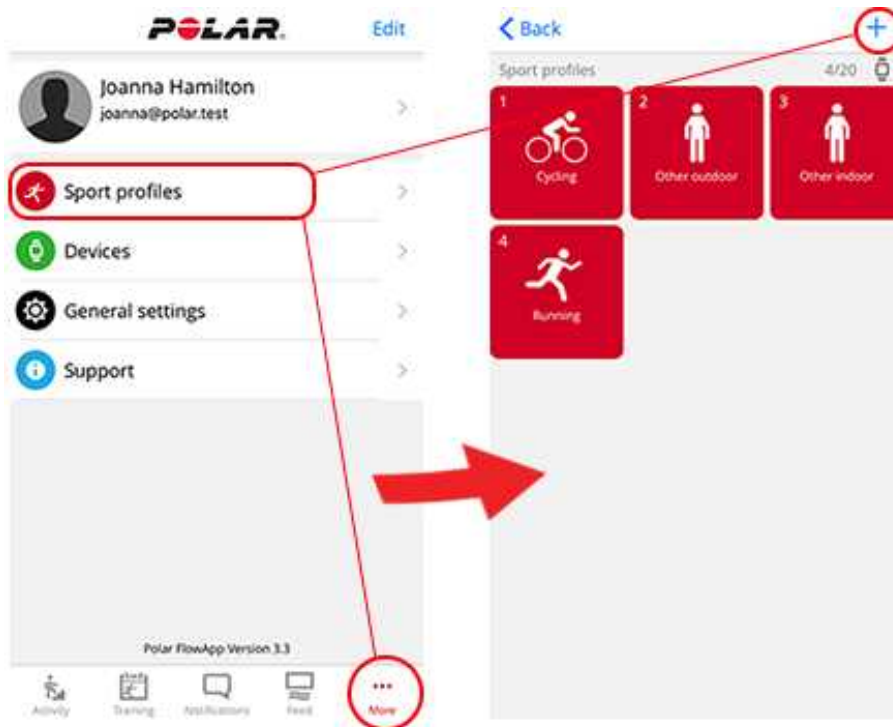 POLAR.
Edit
Joanna Hamilton
joanna@polar.test
Sport profiles
Devices
General settings
Support
Polar FlowApp Version 3.3
Activity
Training
Notifications
Feed
More
Back
+
Sport profiles
4/20
1
Cycling
2
Other outdoor
3
Other indoor
4
Running